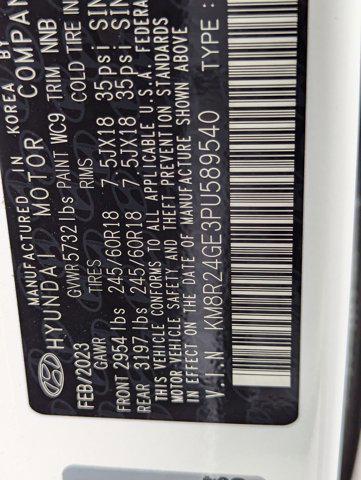 MANUFACTURED IN KOREA BY
HYUNDAI MOTOR COMPANY
FEB/2023 GVWR 5732 lbs PAINT WC9 TRIM NNB
GAWR TIRES RIMS COLD TIRE IN
FRONT 2954 lbs 245/60R18 7.5JX18 35psi SIN
REAR 3197 lbs 245/60R18 7.5JX18 35psi SIN
THIS VEHICLE CONFORMS TO ALL APPLICABLE U.S.A. FEDERA
MOTOR VEHICLE SAFETY AND THEFT PREVENTION
IN EFFECT ON THE DATE OF MANUFACTURE SHOWN ABOVE
V.I.N KM8R24GE3PU589540 TYPE :